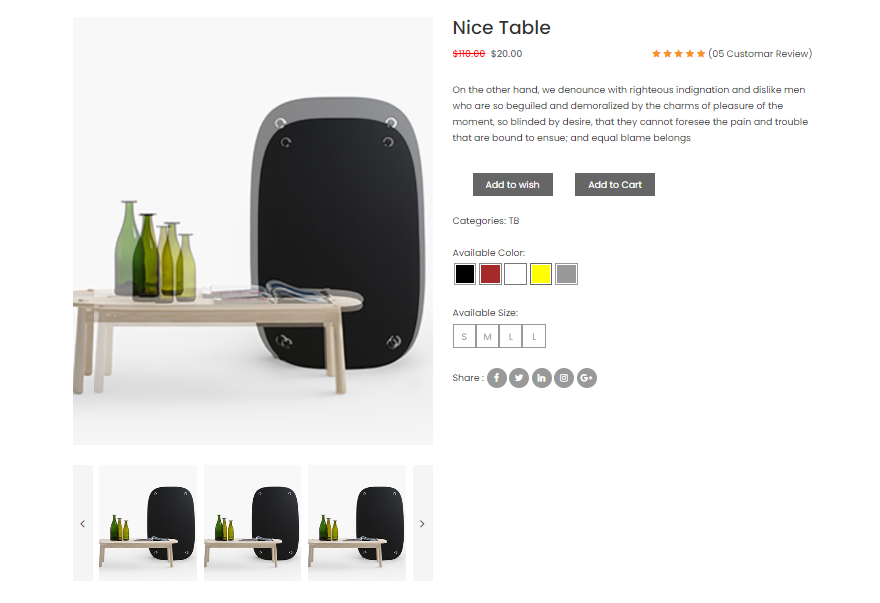 Nice Table
$110.00 $20.00
(05 Customar Review)
On the other hand, we denounce with righteous indignation and dislike men
who are so beguiled and demoralized by the charms of pleasure of the
moment, so blinded by desire, that they cannot foresee the pain and trouble
that are bound to ensue; and equal blame belongs
Add to wish
Add to Cart
Categories: TB
Available Color:
Available Size:
S M L L
Share :